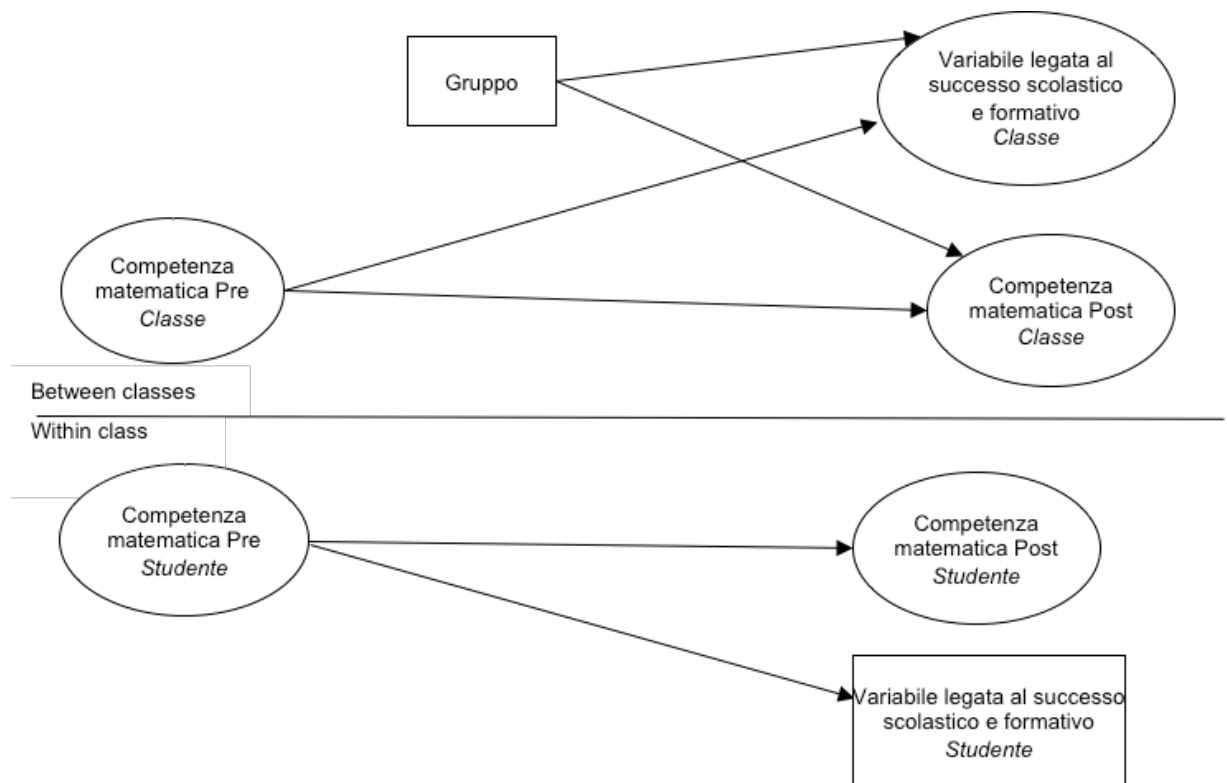 Gruppo
Variabile legata al
successo scolastico
e formativo
Classe
Competenza
matematica Pre
Classe
Competenza
matematica Post
Classe
Between classes
Within class
Competenza
matematica Pre
Studente
Competenza
matematica Post
Studente
Variabile legata al successo
scolastico e formativo
Studente